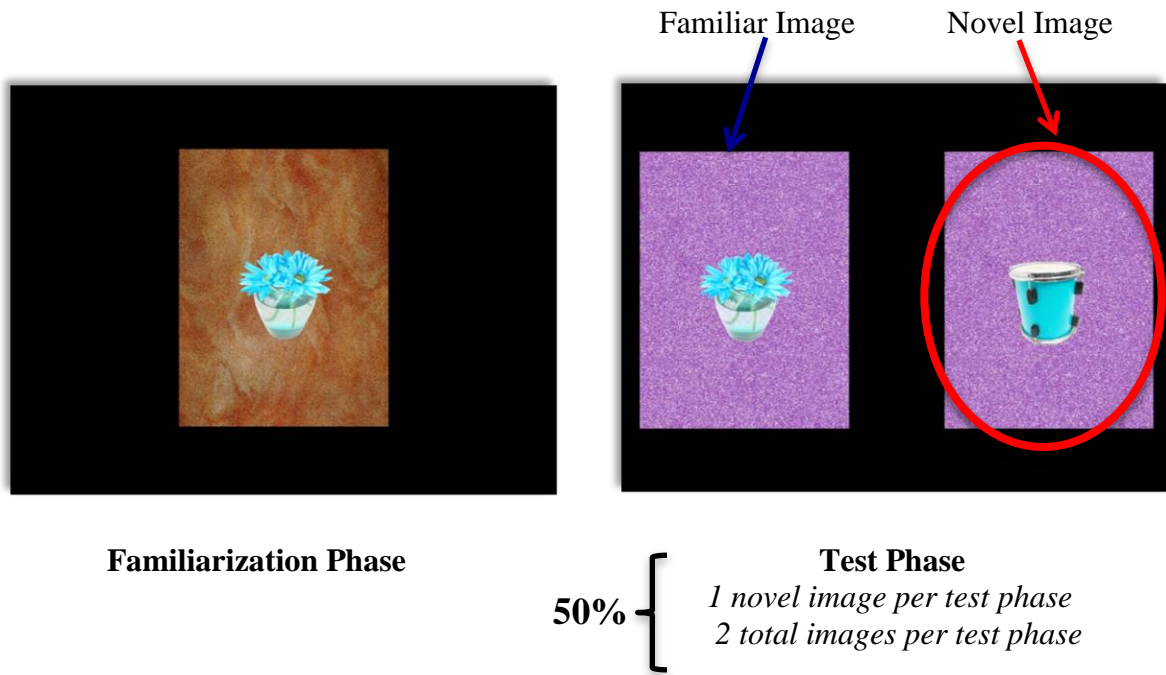 Familiar Image
Novel Image
Familiarization Phase
Test Phase
50%
1 novel image per test phase
2 total images per test phase